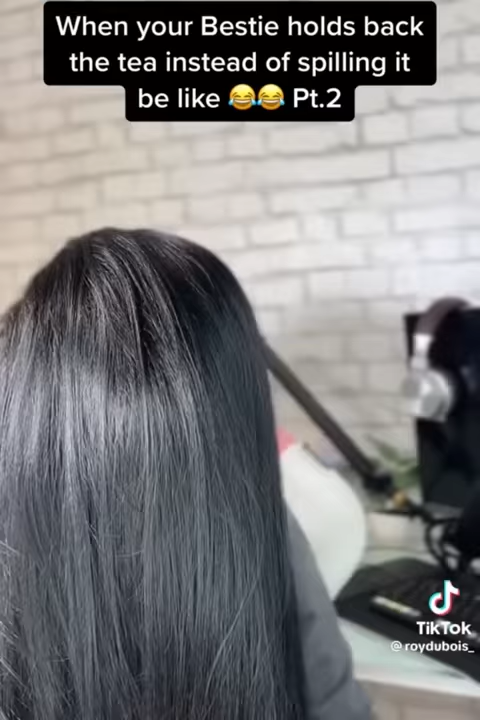 When your Bestie holds back
the tea instead of spilling it
be like 😂😂 Pt.2
TikTok
@roydubois_